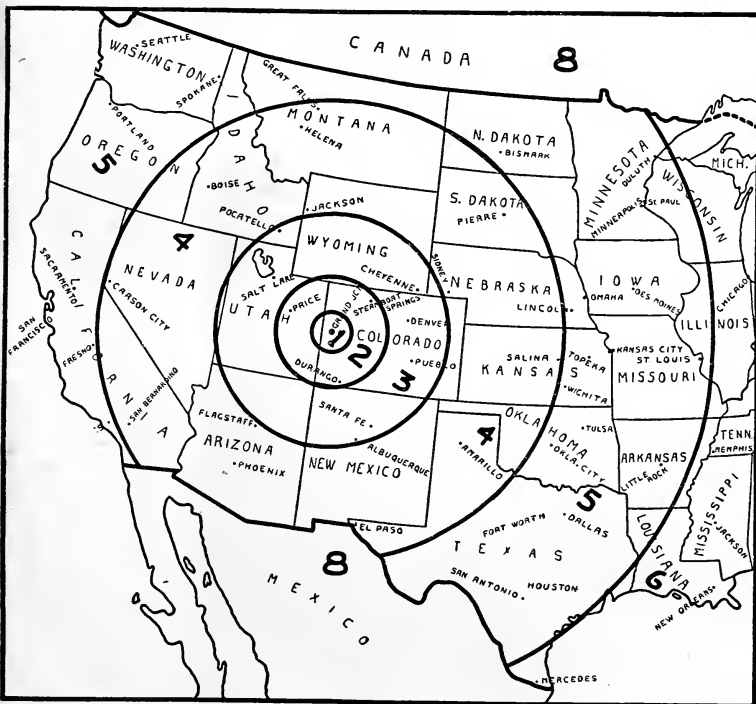 CANADA
8
SEATTLE
WASHINGTON
SPOKANE
GREAT FALLS
MONTANA
HELENA
N. DAKOTA
BISMARK
MINNESOTA
DULUTH
MICH.
PORTLAND
OREGON
5
IDAHO
BOISE
POCATELLO
JACKSON
S. DAKOTA
PIERRE
MINNEAPOLIS
ST PAUL
WISCONSIN
4
WYOMING
CHEYENNE
SIDNEY
NEBRASKA
LINCOLN
IOWA
OMAHA
DES MOINES
CHICAGO
ILLINOIS
CALIFORNIA
SACRAMENTO
NEVADA
CARSON CITY
SALT LAKE
UTAH
PRICE
GRAND JCT
1
2
STEAMBOAT
SPRINGS
DENVER
COLORADO
PUEBLO
3
DURANGO
SAN
FRANCISCO
FRESNO
SAN BERNARDINO
SALINA
TOPEKA
KANSAS
WICHITA
KANSAS CITY
ST LOUIS
MISSOURI
FLAGSTAFF
ARIZONA
PHOENIX
SANTA FE
ALBUQUERQUE
NEW MEXICO
4
AMARILLO
OKLAHOMA
TULSA
OKLA. CITY
ARKANSAS
LITTLE
ROCK
TENN
MEMPHIS
MISSISSIPPI
JACKSON
EL PASO
8
MEXICO
5
FORT WORTH
DALLAS
TEXAS
SAN ANTONIO
HOUSTON
LOUISIANA
6
NEW ORLEANS
MERCEDES